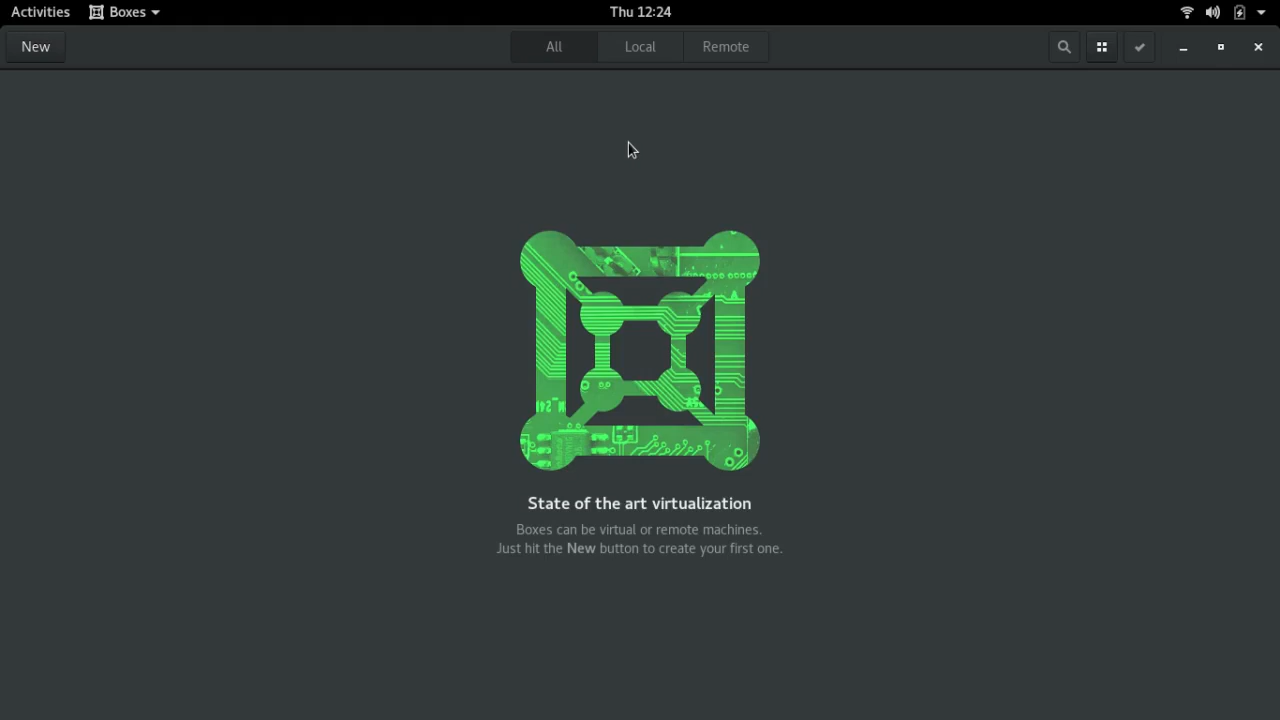 Activities Boxes Thu 12:24
New All Local Remote
State of the art virtualization
Boxes can be virtual or remote machines.
Just hit the New button to create your first one.